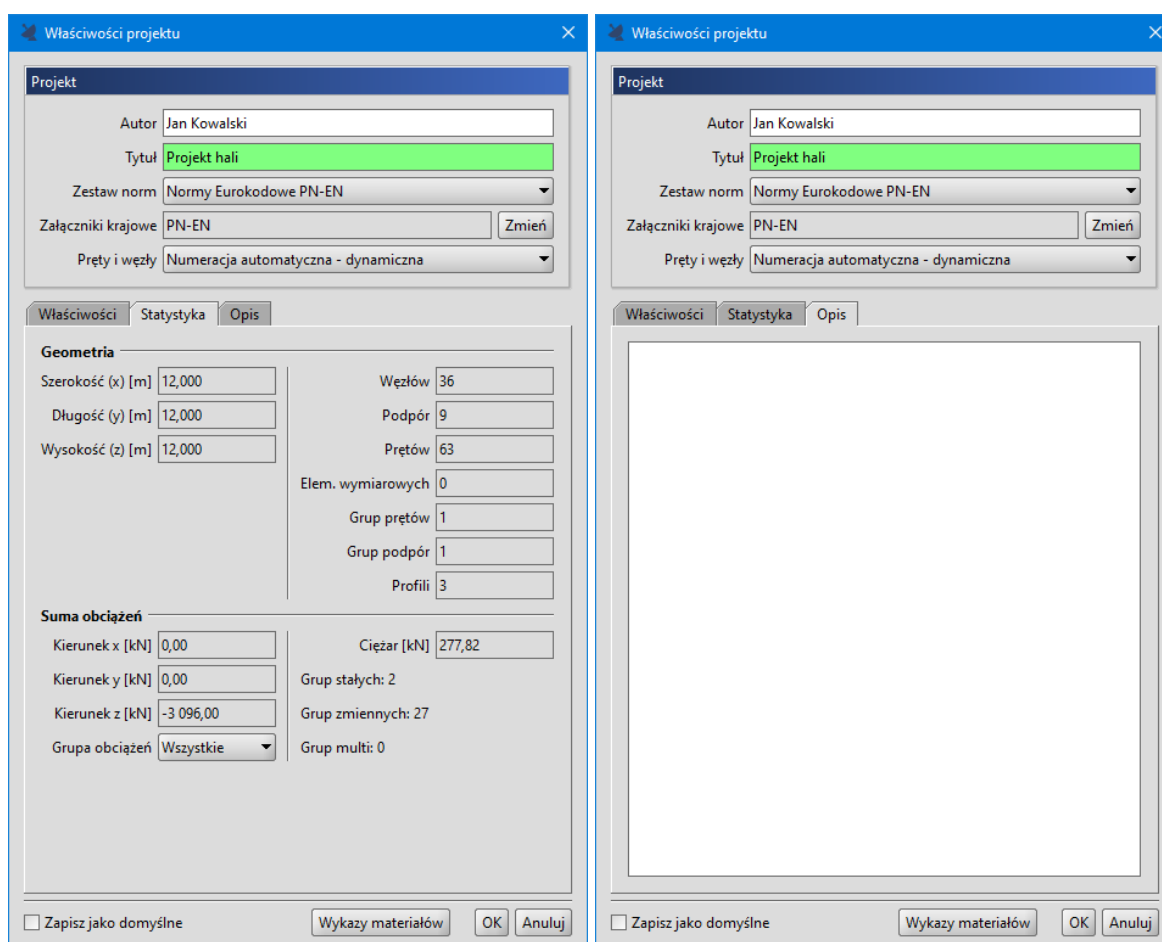 Właściwości projektu
Projekt
Autor Jan Kowalski
Tytuł Projekt hali
Zestaw norm Normy Eurokodowe PN-EN
Załączniki krajowe PN-EN Zmień
Pręty i węzły Numeracja automatyczna - dynamiczna
Właściwości Statystyka Opis
Geometria
Szerokość (x) [m] 12,000 Węzłów 36
Długość (y) [m] 12,000 Podpór 9
Wysokość (z) [m] 12,000 Prętów 63
Elem. wymiarowych 0
Grup prętów 1
Grup podpór 1
Profili 3
Suma obciążeń
Kierunek x [kN] 0,00 Ciężar [kN] 277,82
Kierunek y [kN] 0,00 Grup stałych: 2
Kierunek z [kN] -3 096,00 Grup zmiennych: 27
Grupa obciążeń Wszystkie Grup multi: 0
Zapisz jako domyślne Wykazy materiałów OK Anuluj
Właściwości projektu
Projekt
Autor Jan Kowalski
Tytuł Projekt hali
Zestaw norm Normy Eurokodowe PN-EN
Załączniki krajowe PN-EN Zmień
Pręty i węzły Numeracja automatyczna - dynamiczna
Właściwości Statystyka Opis
Zapisz jako domyślne Wykazy materiałów OK Anuluj